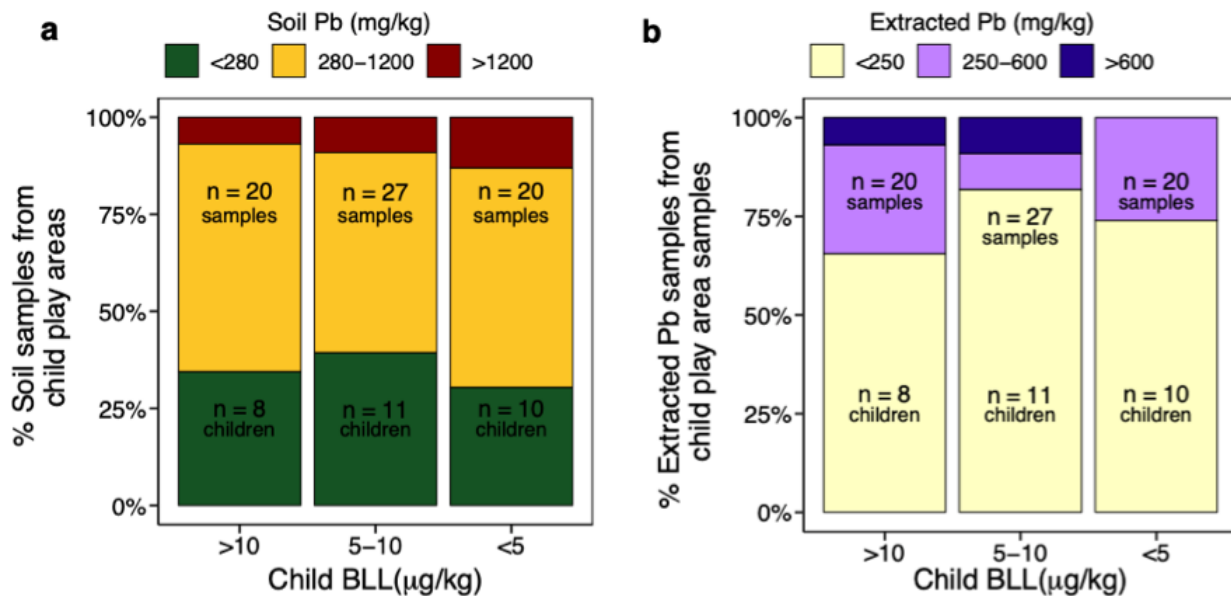 a
Soil Pb (mg/kg)
<280 280−1200 >1200
% Soil samples from
child play areas
100%
75%
50%
25%
0%
n = 20
samples
n = 27
samples
n = 20
samples
n = 8
children
n = 11
children
n = 10
children
>10 5−10 <5
Child BLL(μg/kg)
b
Extracted Pb (mg/kg)
<250 250−600 >600
% Extracted Pb samples from
child play area samples
100%
75%
50%
25%
0%
n = 20
samples
n = 27
samples
n = 20
samples
n = 8
children
n = 11
children
n = 10
children
>10 5−10 <5
Child BLL(μg/kg)